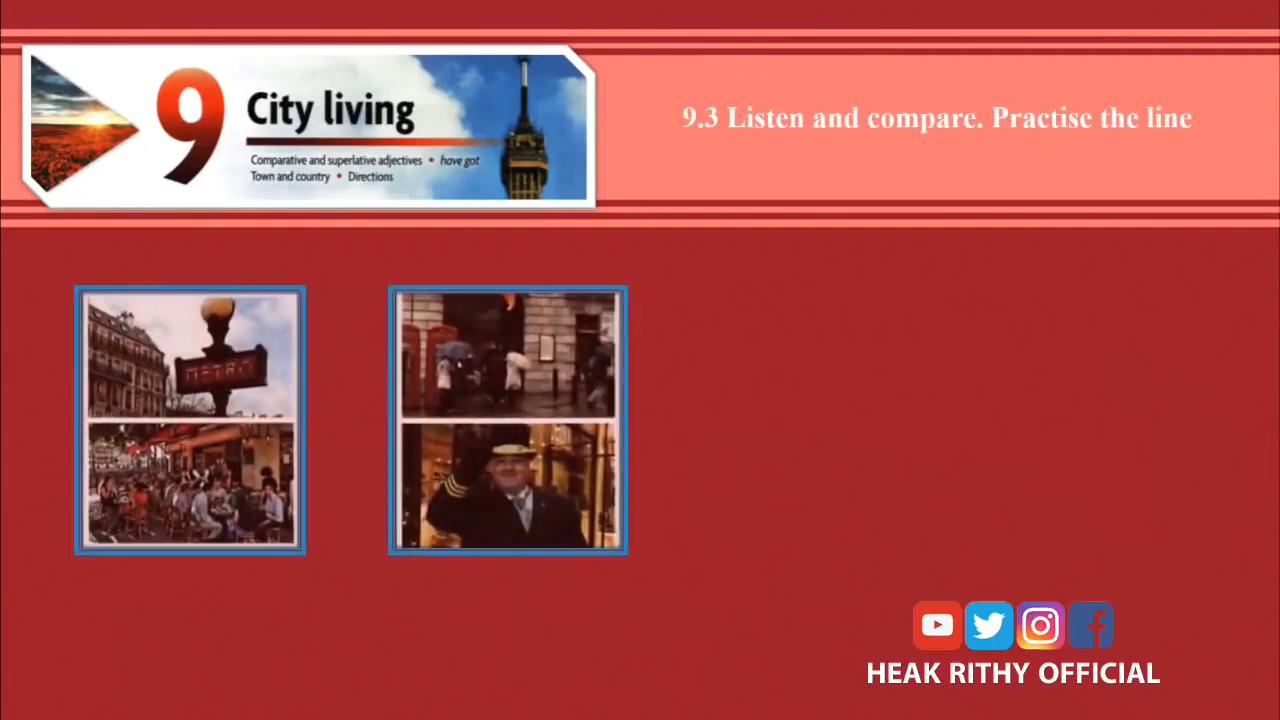 9
City living
Comparative and superlative adjectives • have got
Town and country • Directions
9.3 Listen and compare. Practise the line
METRO
HEAK RITHY OFFICIAL